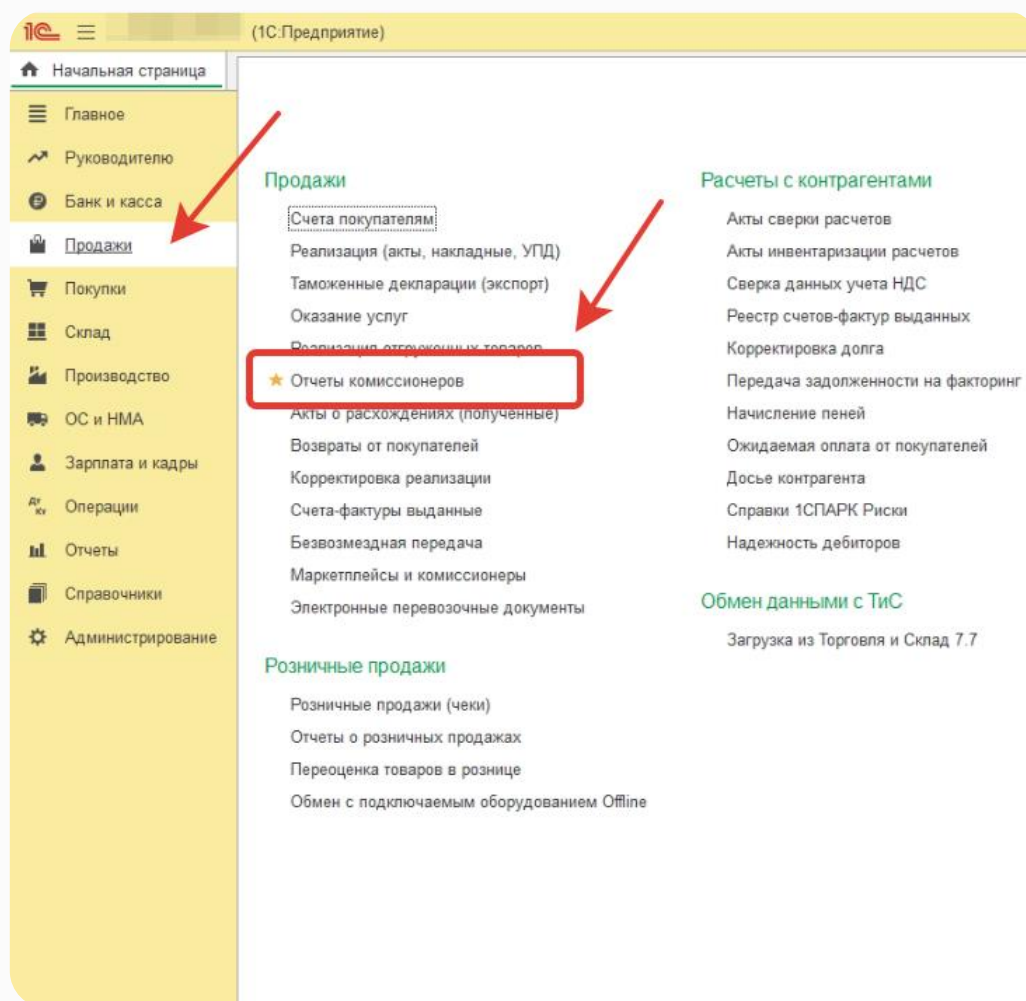 1С (1С:Предприятие)
Начальная страница
Главное
Руководителю
Банк и касса
Продажи
Покупки
Склад
Производство
ОС и НМА
Зарплата и кадры
Дт Кт Операции
Отчеты
Справочники
Администрирование
Продажи
Счета покупателям
Реализация (акты, накладные, УПД)
Таможенные декларации (экспорт)
Оказание услуг
Реализация отгруженных товаров
Отчеты комиссионеров
Акты о расхождениях (полученные)
Возвраты от покупателей
Корректировка реализации
Счета-фактуры выданные
Безвозмездная передача
Маркетплейсы и комиссионеры
Электронные перевозочные документы
Розничные продажи
Розничные продажи (чеки)
Отчеты о розничных продажах
Переоценка товаров в рознице
Обмен с подключаемым оборудованием Offline
Расчеты с контрагентами
Акты сверки расчетов
Акты инвентаризации расчетов
Сверка данных учета НДС
Реестр счетов-фактур выданных
Корректировка долга
Передача задолженности на факторинг
Начисление пеней
Ожидаемая оплата от покупателей
Досье контрагента
Справки 1СПАРК Риски
Надежность дебиторов
Обмен данными с ТиС
Загрузка из Торговля и Склад 7.7